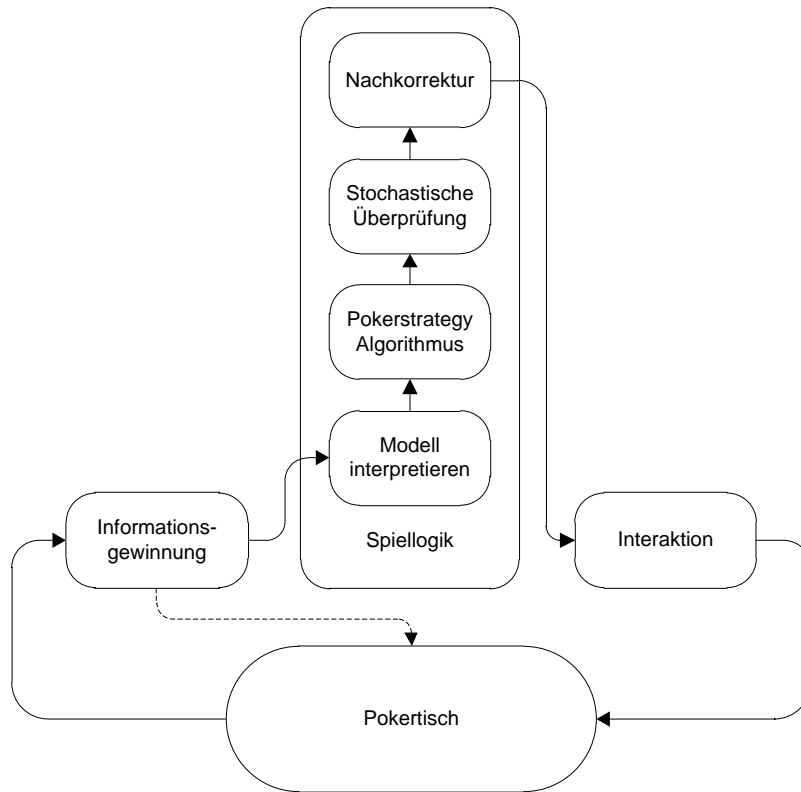 Nachkorrektur
Stochastische
Überprüfung
Pokerstrategy
Algorithmus
Modell
interpretieren
Spiellogik
Informations-
gewinnung
Interaktion
Pokertisch